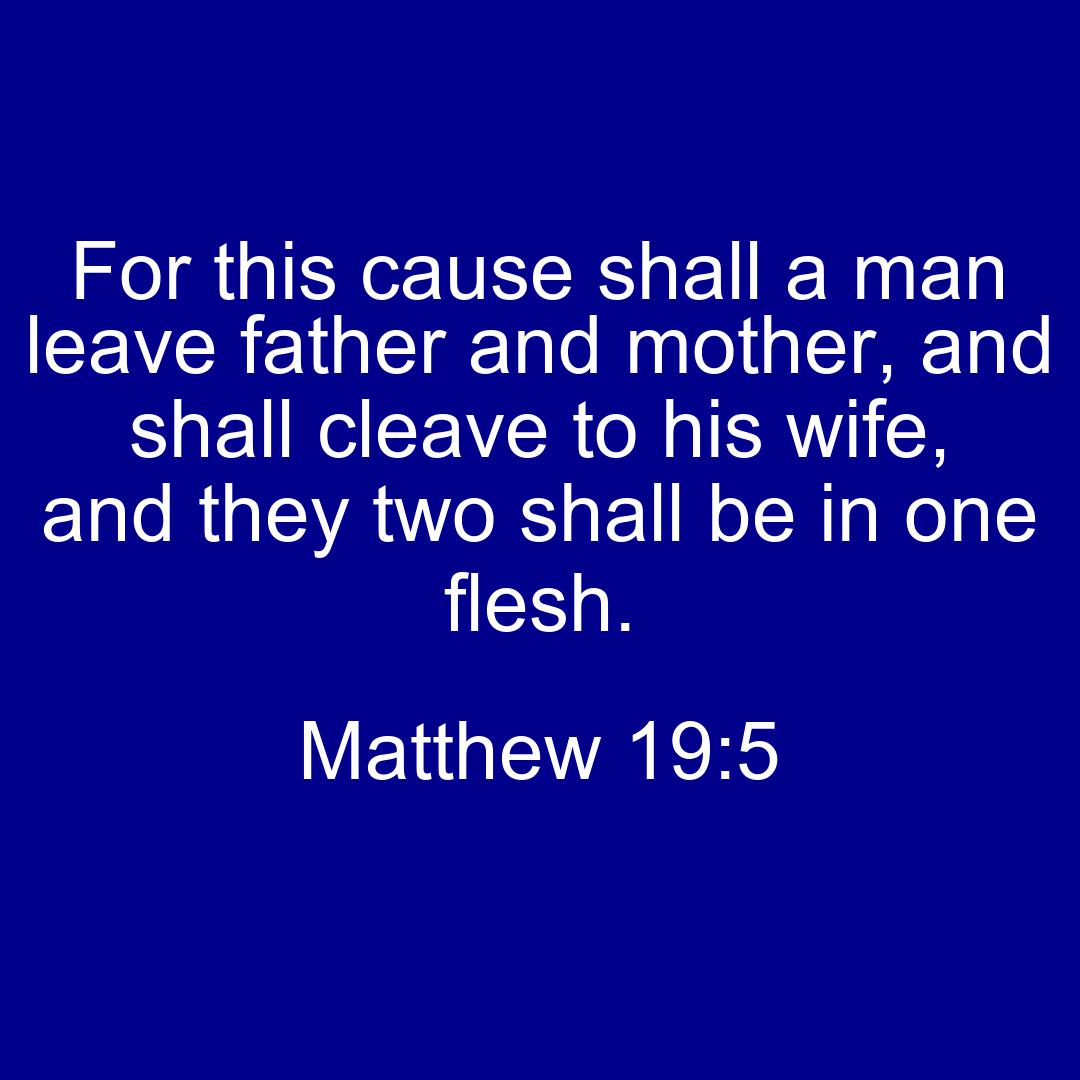 For this cause shall a man
leave father and mother, and
shall cleave to his wife,
and they two shall be in one
flesh.
Matthew 19:5